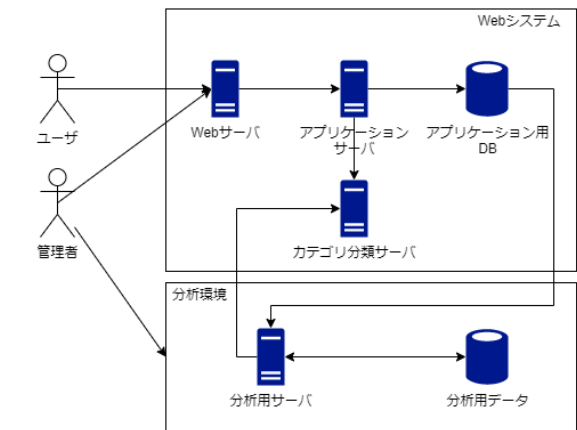 Webシステム
ユーザ
Webサーバ
アプリケーション
サーバ
アプリケーション用
DB
管理者
カテゴリ分類サーバ
分析環境
分析用サーバ
分析用データ